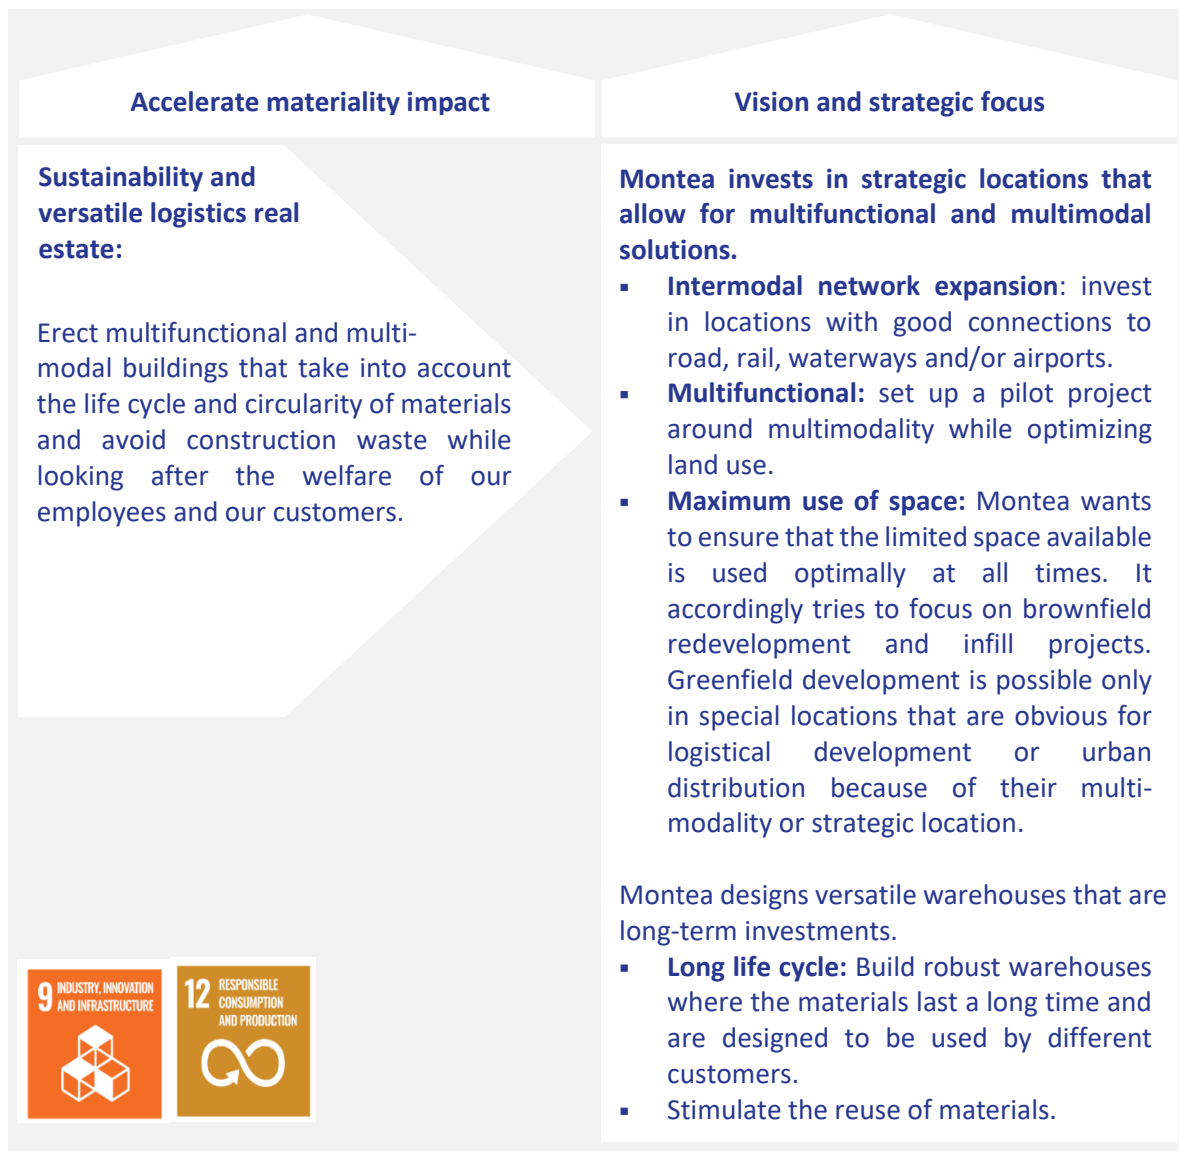 Accelerate materiality impact
Sustainability and
versatile logistics real
estate:
Erect multifunctional and multi-
modal buildings that take into account
the life cycle and circularity of materials
and avoid construction waste while
looking after the welfare of our
employees and our customers.
9 INDUSTRY, INNOVATION
AND INFRASTRUCTURE
12 RESPONSIBLE
CONSUMPTION
AND PRODUCTION
Vision and strategic focus
Montea invests in strategic locations that
allow for multifunctional and multimodal
solutions.
▪ Intermodal network expansion: invest
in locations with good connections to
road, rail, waterways and/or airports.
▪ Multifunctional: set up a pilot project
around multimodality while optimizing
land use.
▪ Maximum use of space: Montea wants
to ensure that the limited space available
is used optimally at all times. It
accordingly tries to focus on brownfield
redevelopment and infill projects.
Greenfield development is possible only
in special locations that are obvious for
logistical development or urban
distribution because of their multi-
modality or strategic location.
Montea designs versatile warehouses that are
long-term investments.
▪ Long life cycle: Build robust warehouses
where the materials last a long time and
are designed to be used by different
customers.
▪ Stimulate the reuse of materials.